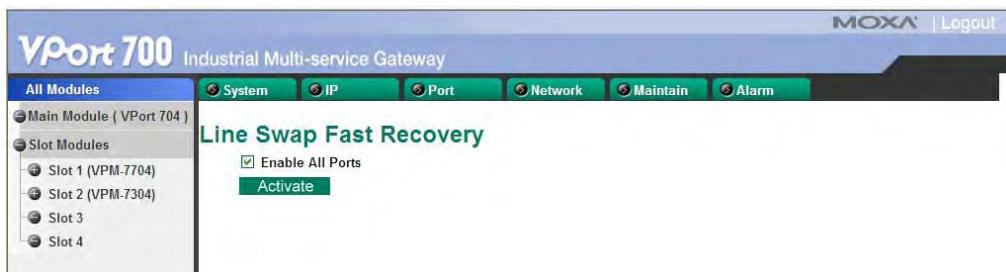 MOXA | Logout
VPort 700 Industrial Multi-service Gateway
All Modules
System IP Port Network Maintain Alarm
Main Module ( VPort 704 )
Slot Modules
Slot 1 (VPM-7704)
Slot 2 (VPM-7304)
Slot 3
Slot 4
Line Swap Fast Recovery
Enable All Ports
Activate